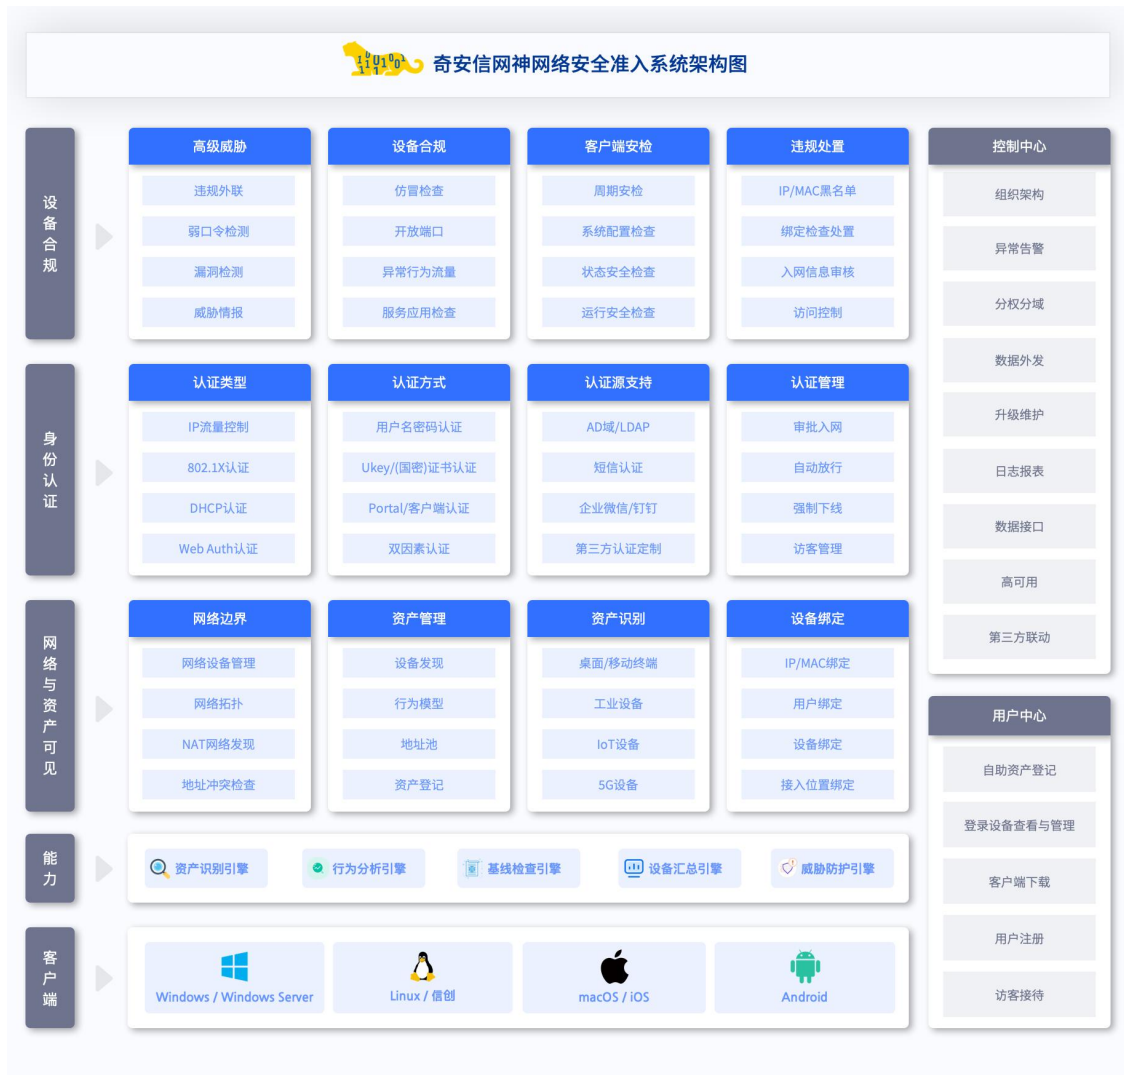 奇安信网神网络安全准入系统架构图
设备合规
高级威胁
违规外联
弱口令检测
漏洞检测
威胁情报
设备合规
仿冒检查
开放端口
异常行为流量
服务应用检查
客户端安检
周期安检
系统配置检查
状态安全检查
运行安全检查
违规处置
IP/MAC黑名单
绑定检查处置
入网信息审核
访问控制
身份认证
认证类型
IP流量控制
802.1X认证
DHCP认证
Web Auth认证
认证方式
用户名密码认证
Ukey/(国密)证书认证
Portal/客户端认证
双因素认证
认证源支持
AD域/LDAP
短信认证
企业微信/钉钉
第三方认证定制
认证管理
审批入网
自动放行
强制下线
访客管理
网络与资产可见
网络边界
网络设备管理
网络拓扑
NAT网络发现
地址冲突检查
资产管理
设备发现
行为模型
地址池
资产登记
资产识别
桌面/移动终端
工业设备
IoT设备
5G设备
设备绑定
IP/MAC绑定
用户绑定
设备绑定
接入位置绑定
能力
资产识别引擎
行为分析引擎
基线检查引擎
设备汇总引擎
威胁防护引擎
客户端
Windows / Windows Server
Linux / 信创
macOS / iOS
Android
控制中心
组织架构
异常告警
分权分域
数据外发
升级维护
日志报表
数据接口
高可用
第三方联动
用户中心
自助资产登记
登录设备查看与管理
客户端下载
用户注册
访客接待